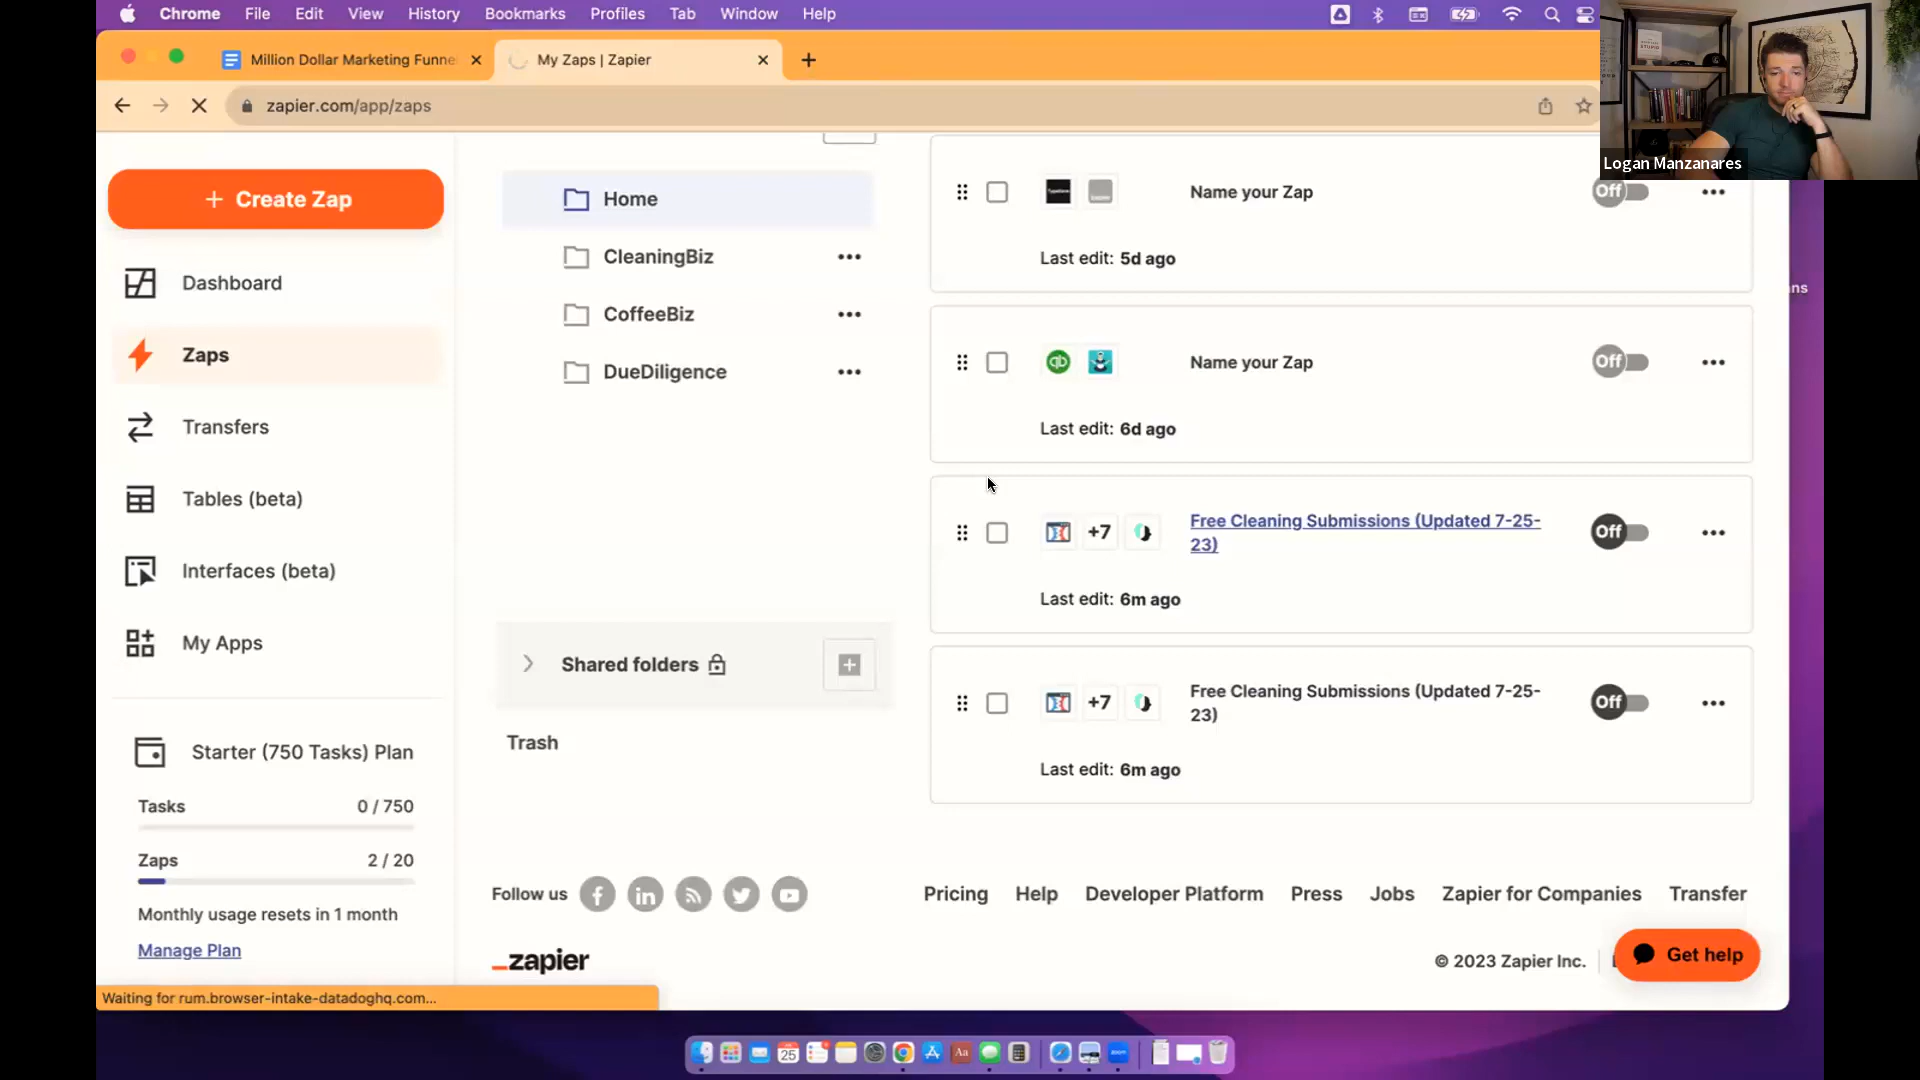 Chrome File Edit View History Bookmarks Profiles Tab Window Help
Million Dollar Marketing Funne
My Zaps | Zapier
zapier.com/app/zaps
Logan Manzanares
+ Create Zap
Dashboard
Zaps
Transfers
Tables (beta)
Interfaces (beta)
My Apps
Starter (750 Tasks) Plan
Tasks 0 / 750
Zaps 2 / 20
Monthly usage resets in 1 month
Manage Plan
Home
CleaningBiz
CoffeeBiz
DueDiligence
Shared folders
Trash
Name your Zap
Off
Last edit: 5d ago
qb
Name your Zap
Off
Last edit: 6d ago
+7
Free Cleaning Submissions (Updated 7-25-
23)
Off
Last edit: 6m ago
+7
Free Cleaning Submissions (Updated 7-25-
23)
Off
Last edit: 6m ago
Follow us
Pricing Help Developer Platform Press Jobs Zapier for Companies Transfer
_zapier
© 2023 Zapier Inc.
Get help
Waiting for rum.browser-intake-datadoghq.com...
ns
25
Aa
zoom